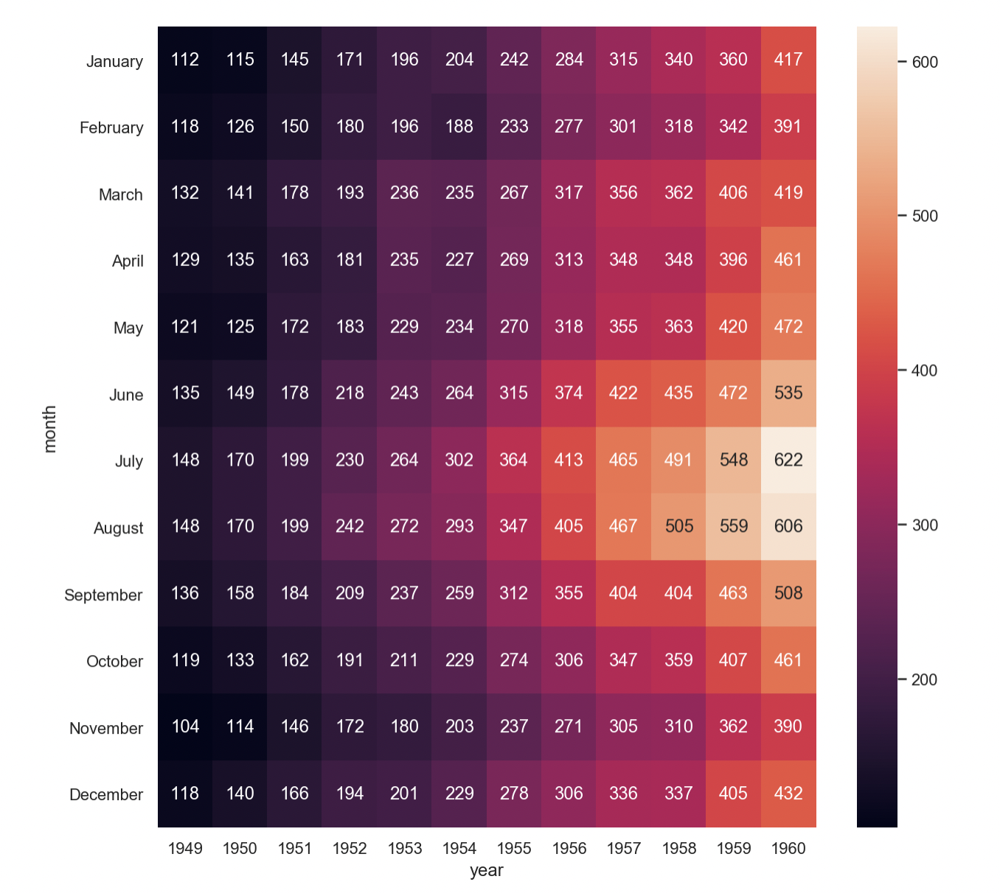 January 112 115 145 171 196 204 242 284 315 340 360 417
February 118 126 150 180 196 188 233 277 301 318 342 391
March 132 141 178 193 236 235 267 317 356 362 406 419
April 129 135 163 181 235 227 269 313 348 348 396 461
May 121 125 172 183 229 234 270 318 355 363 420 472
June 135 149 178 218 243 264 315 374 422 435 472 535
July 148 170 199 230 264 302 364 413 465 491 548 622
August 148 170 199 242 272 293 347 405 467 505 559 606
September 136 158 184 209 237 259 312 355 404 404 463 508
October 119 133 162 191 211 229 274 306 347 359 407 461
November 104 114 146 172 180 203 237 271 305 310 362 390
December 118 140 166 194 201 229 278 306 336 337 405 432
1949 1950 1951 1952 1953 1954 1955 1956 1957 1958 1959 1960
year
month
600
500
400
300
200